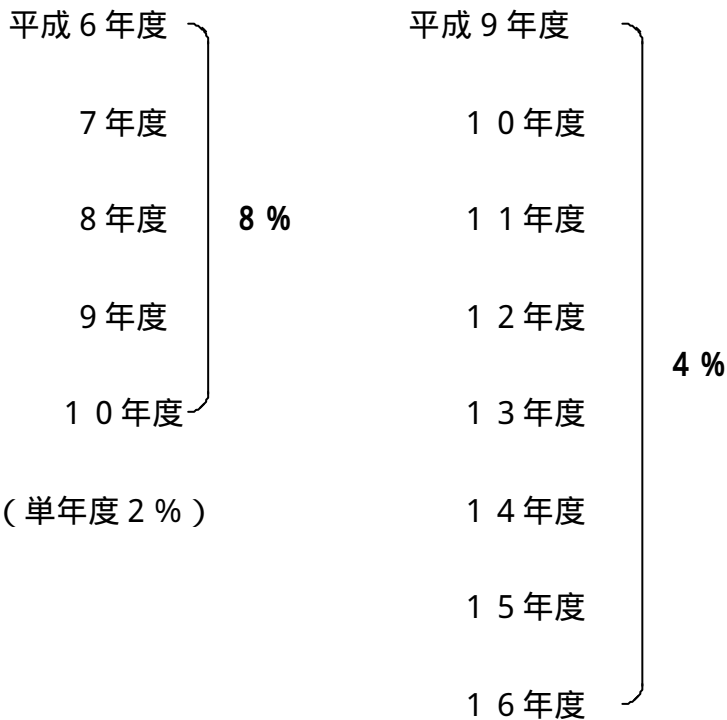 平成6年度
7年度
8年度
8%
9年度
10年度
(単年度2%)
平成9年度
10年度
11年度
12年度
4%
13年度
14年度
15年度
16年度